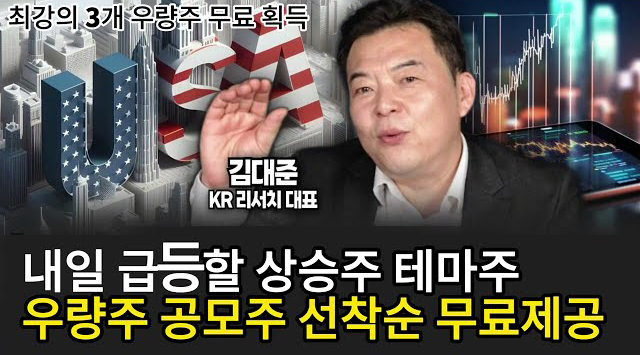 최강의 3개 우량주 무료 획득
USA
김대준
KR 리서치 대표
내일 급등할 상승주 테마주
우량주 공모주 선착순 무료제공